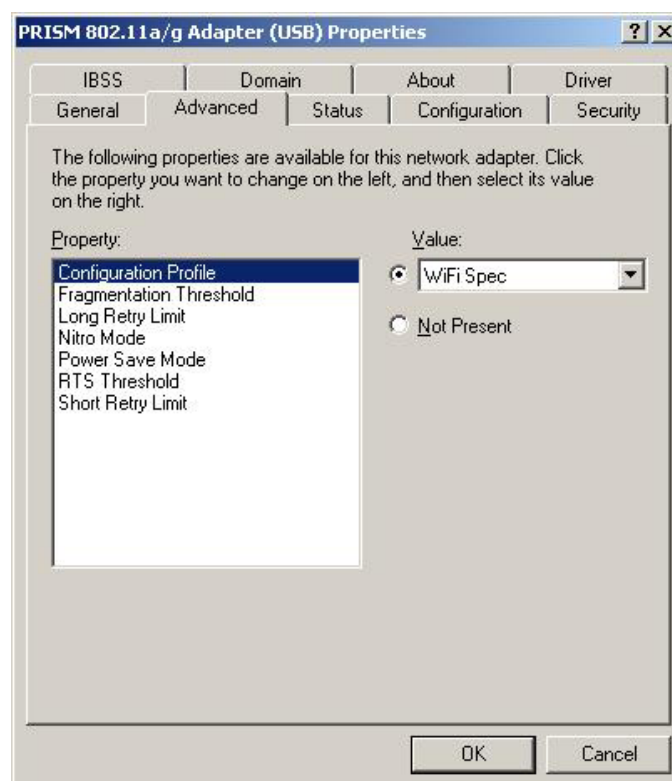 PRISM 802.11a/g Adapter (USB) Properties
IBSS Domain About Driver
General Advanced Status Configuration Security
The following properties are available for this network adapter. Click
the property you want to change on the left, and then select its value
on the right.
Property: Value:
Configuration Profile WiFi Spec
Fragmentation Threshold
Long Retry Limit Not Present
Nitro Mode
Power Save Mode
RTS Threshold
Short Retry Limit
OK Cancel